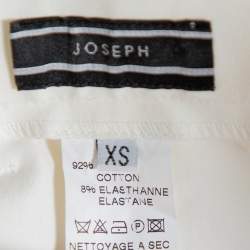 JOSEPH
XS
92%
COTTON
8% ELASTHANNE
ELASTANE
NETTOYAGE A SEC